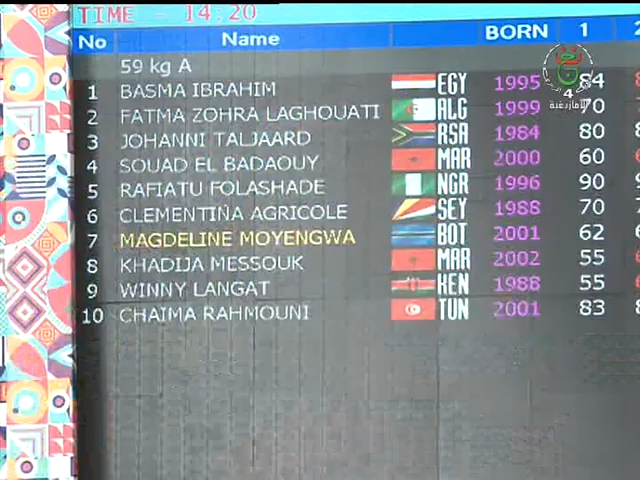 TIME - 14:20
No Name BORN 1 2
59 kg A
1 BASMA IBRAHIM EGY 1995 84
2 FATMA ZOHRA LAGHOUATI ALG 1999 70
3 JOHANNI TALJAARD RSA 1984 80
4 SOUAD EL BADAOUY MAR 2000 60
5 RAFIATU FOLASHADE NGR 1996 90
6 CLEMENTINA AGRICOLE SEY 1988 70
7 MAGDELINE MOYENGWA BOT 2001 62
8 KHADIJA MESSOUK MAR 2002 55
9 WINNY LANGAT KEN 1988 55
10 CHAIMA RAHMOUNI TUN 2001 83
4
الأمازيغية